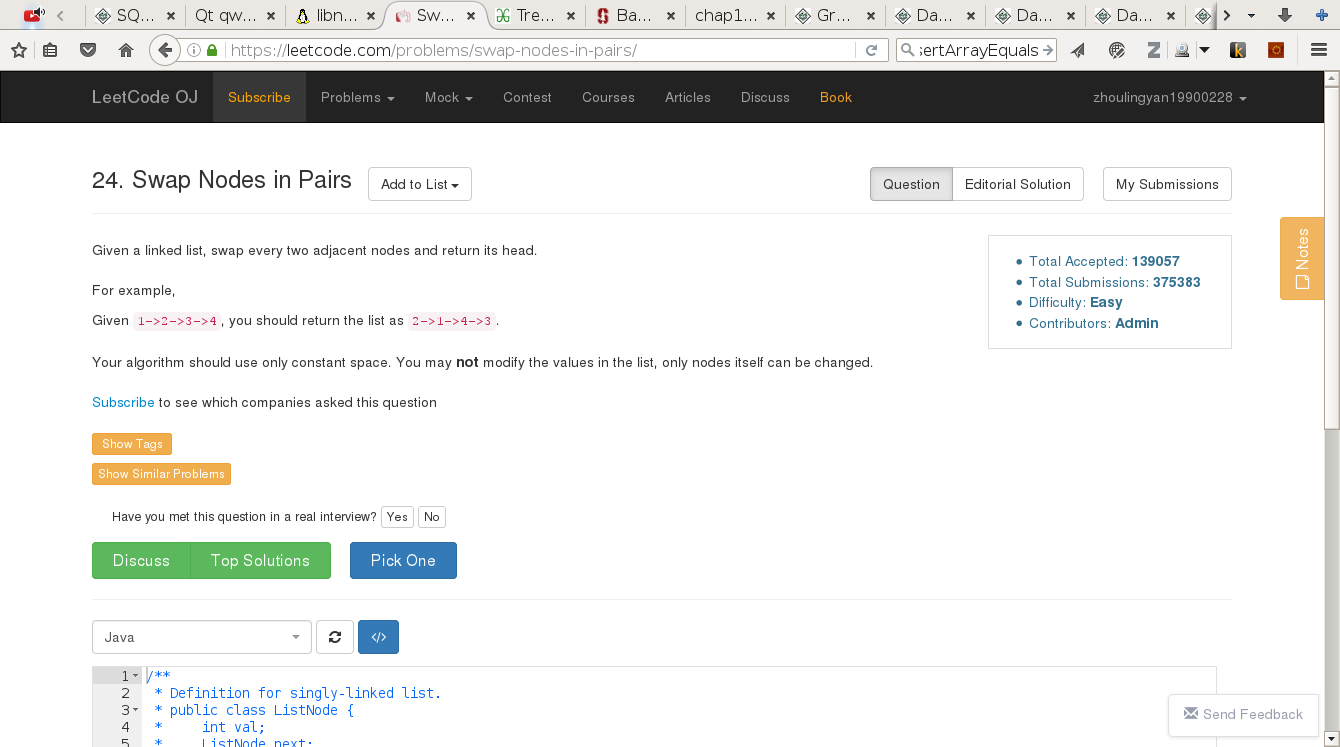 SQ... Qt qw... libn... Sw... Tre... Ba... chap1... Gr... Da... Da... Da...
https://leetcode.com/problems/swap-nodes-in-pairs/ sertArrayEquals
LeetCode OJ Subscribe Problems Mock Contest Courses Articles Discuss Book zhoulingyan19900228
24. Swap Nodes in Pairs Add to List Question Editorial Solution My Submissions
Notes
Given a linked list, swap every two adjacent nodes and return its head.
Total Accepted: 139057
Total Submissions: 375383
Difficulty: Easy
Contributors: Admin
For example,
Given 1->2->3->4, you should return the list as 2->1->4->3.
Your algorithm should use only constant space. You may not modify the values in the list, only nodes itself can be changed.
Subscribe to see which companies asked this question
Show Tags
Show Similar Problems
Have you met this question in a real interview? Yes No
Discuss Top Solutions Pick One
Java </>
1 /**
2 * Definition for singly-linked list.
3 * public class ListNode {
4 * int val;
5 * ListNode next;
Send Feedback